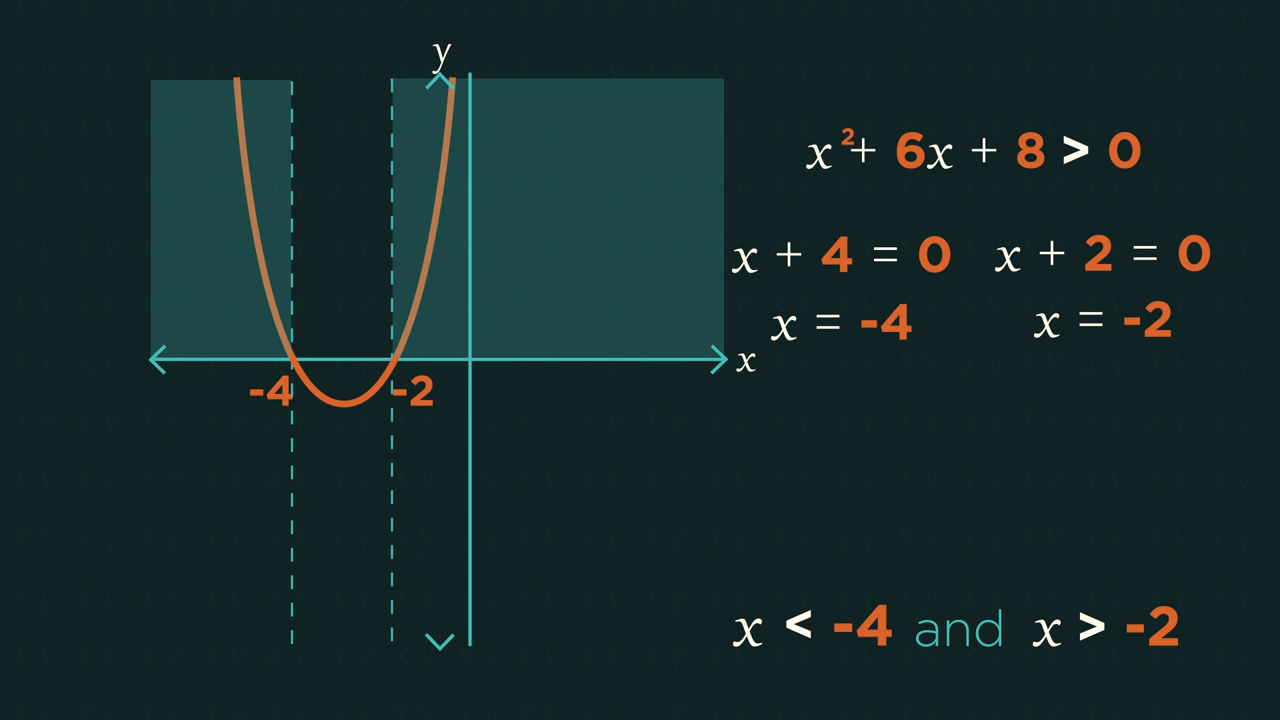 y
x² + 6x + 8 > 0
x + 4 = 0 x + 2 = 0
x = -4 x = -2
x
-4 -2
x < -4 and x > -2